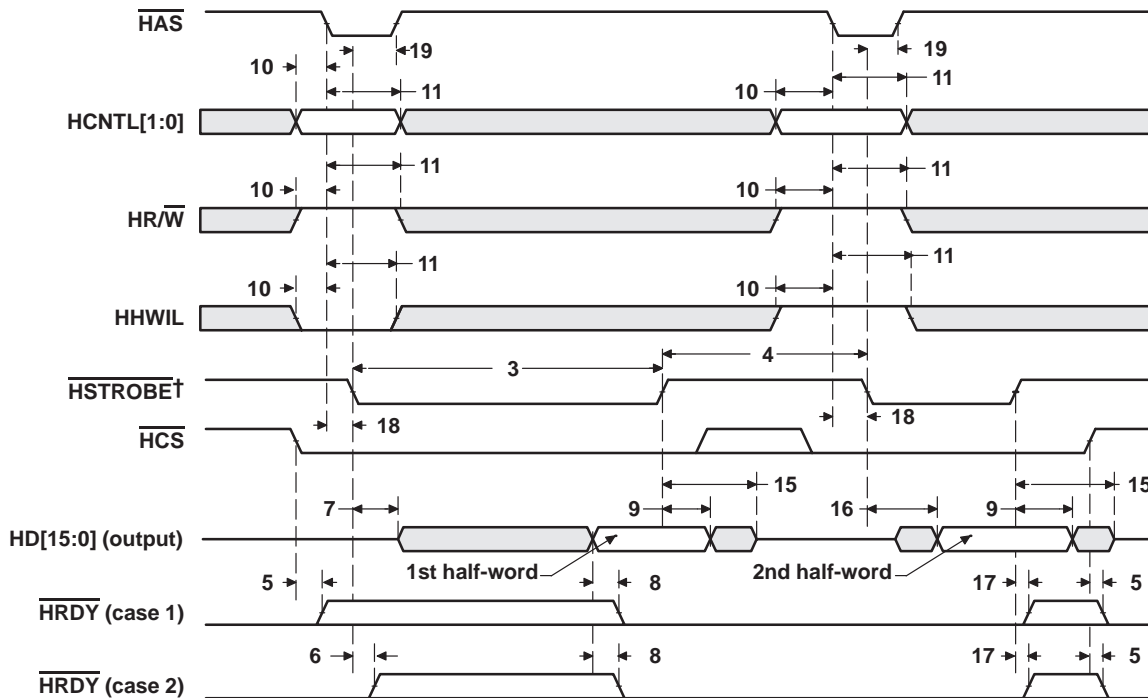 HAS
19
19
10
11
10
11
HCNTL[1:0]
11
11
10
10
HR/W
11
11
10
10
HHWIL
3
4
HSTROBE†
18
18
HCS
15
15
7
9
16
9
HD[15:0] (output)
1st half-word
2nd half-word
5
8
17
5
HRDY (case 1)
6
8
17
5
HRDY (case 2)